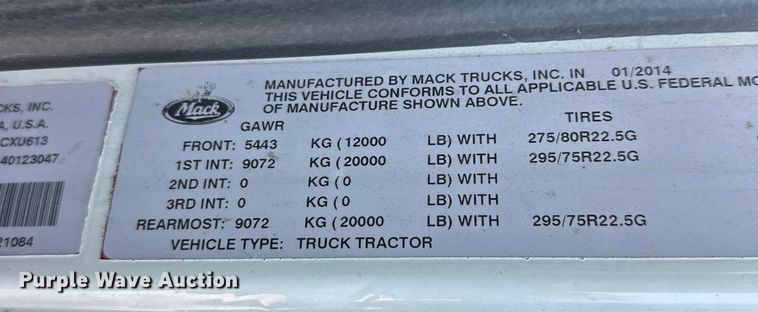 CKS, INC.
A, U.S.A.
CXU613
40123047
21084
Mack
MANUFACTURED BY MACK TRUCKS, INC. IN 01/2014
THIS VEHICLE CONFORMS TO ALL APPLICABLE U.S. FEDERAL MO
OF MANUFACTURE SHOWN ABOVE.
GAWR TIRES
FRONT: 5443 KG ( 12000 LB) WITH 275/80R22.5G
1ST INT: 9072 KG ( 20000 LB) WITH 295/75R22.5G
2ND INT: 0 KG ( 0 LB) WITH
3RD INT: 0 KG ( 0 LB) WITH
REARMOST: 9072 KG ( 20000 LB) WITH 295/75R22.5G
VEHICLE TYPE: TRUCK TRACTOR
Purple Wave Auction